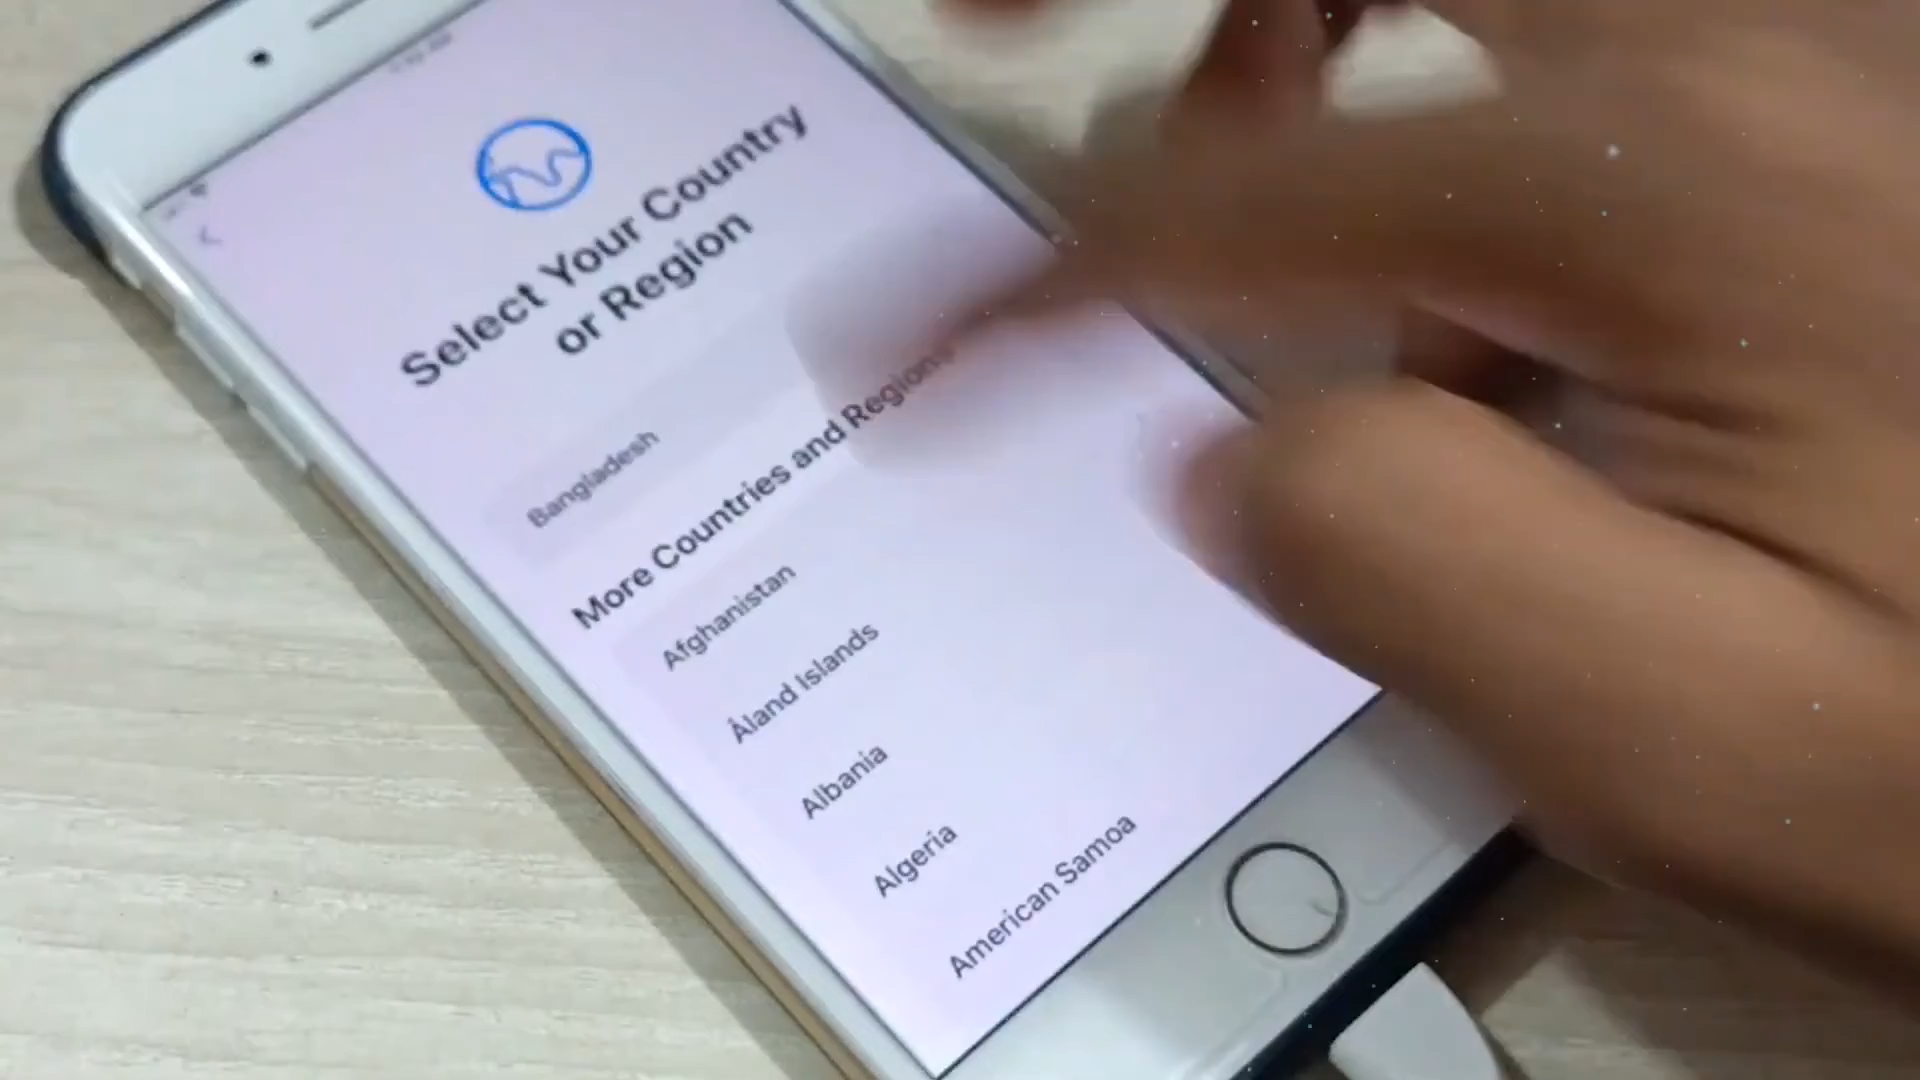 Select Your Country
or Region
Bangladesh
More Countries and Regions
Afghanistan
Åland Islands
Albania
Algeria
American Samoa